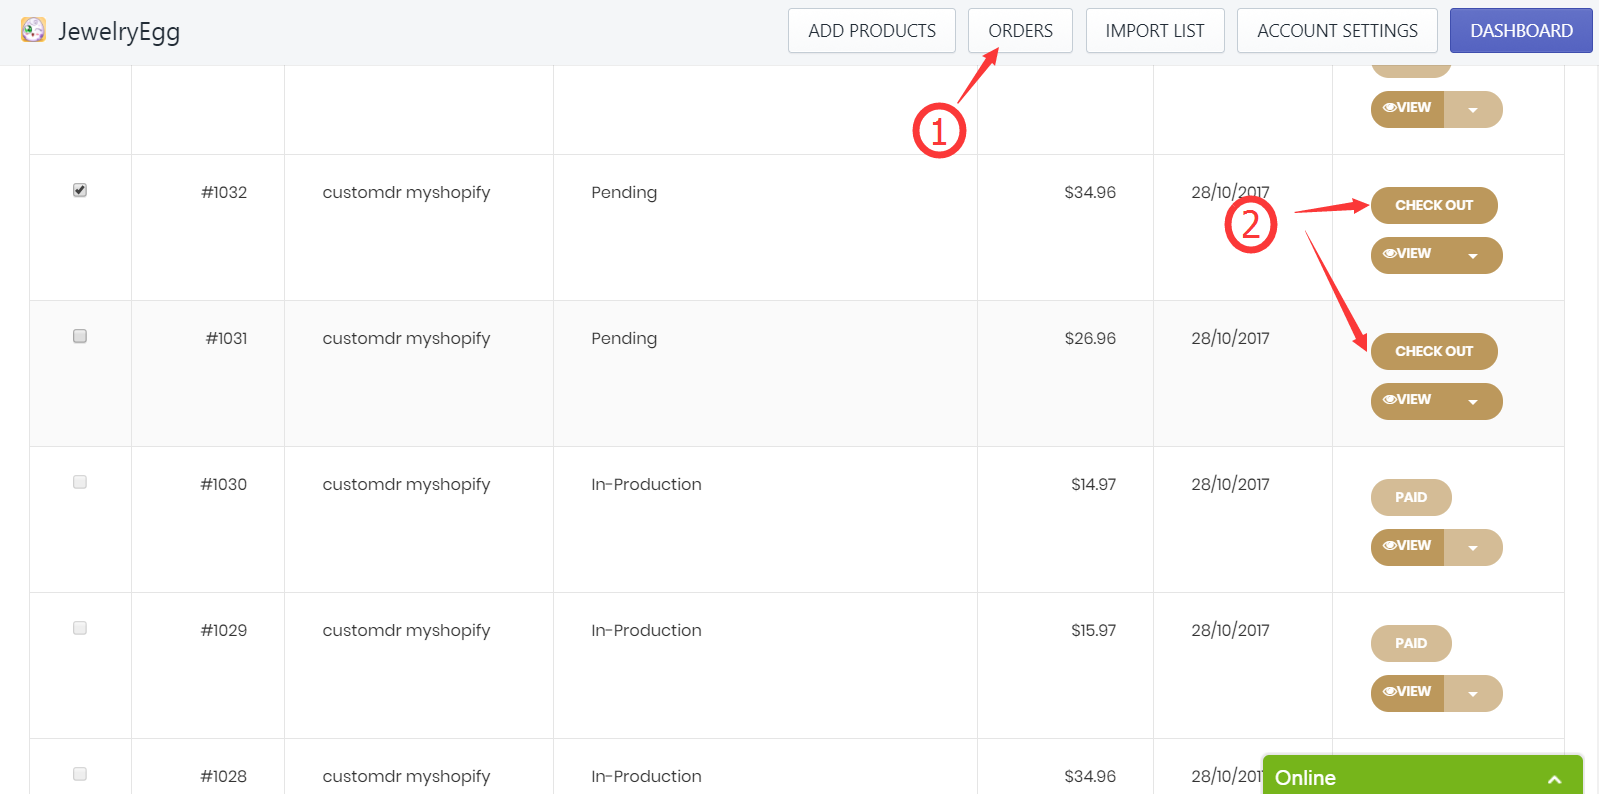 JewelryEgg ADD PRODUCTS ORDERS IMPORT LIST ACCOUNT SETTINGS DASHBOARD
VIEW
1
#1032 customdr myshopify Pending $34.96 28/10/2017 CHECK OUT
2
VIEW
#1031 customdr myshopify Pending $26.96 28/10/2017 CHECK OUT
VIEW
#1030 customdr myshopify In-Production $14.97 28/10/2017 PAID
VIEW
#1029 customdr myshopify In-Production $15.97 28/10/2017 PAID
VIEW
#1028 customdr myshopify In-Production $34.96 28/10/2017
Online